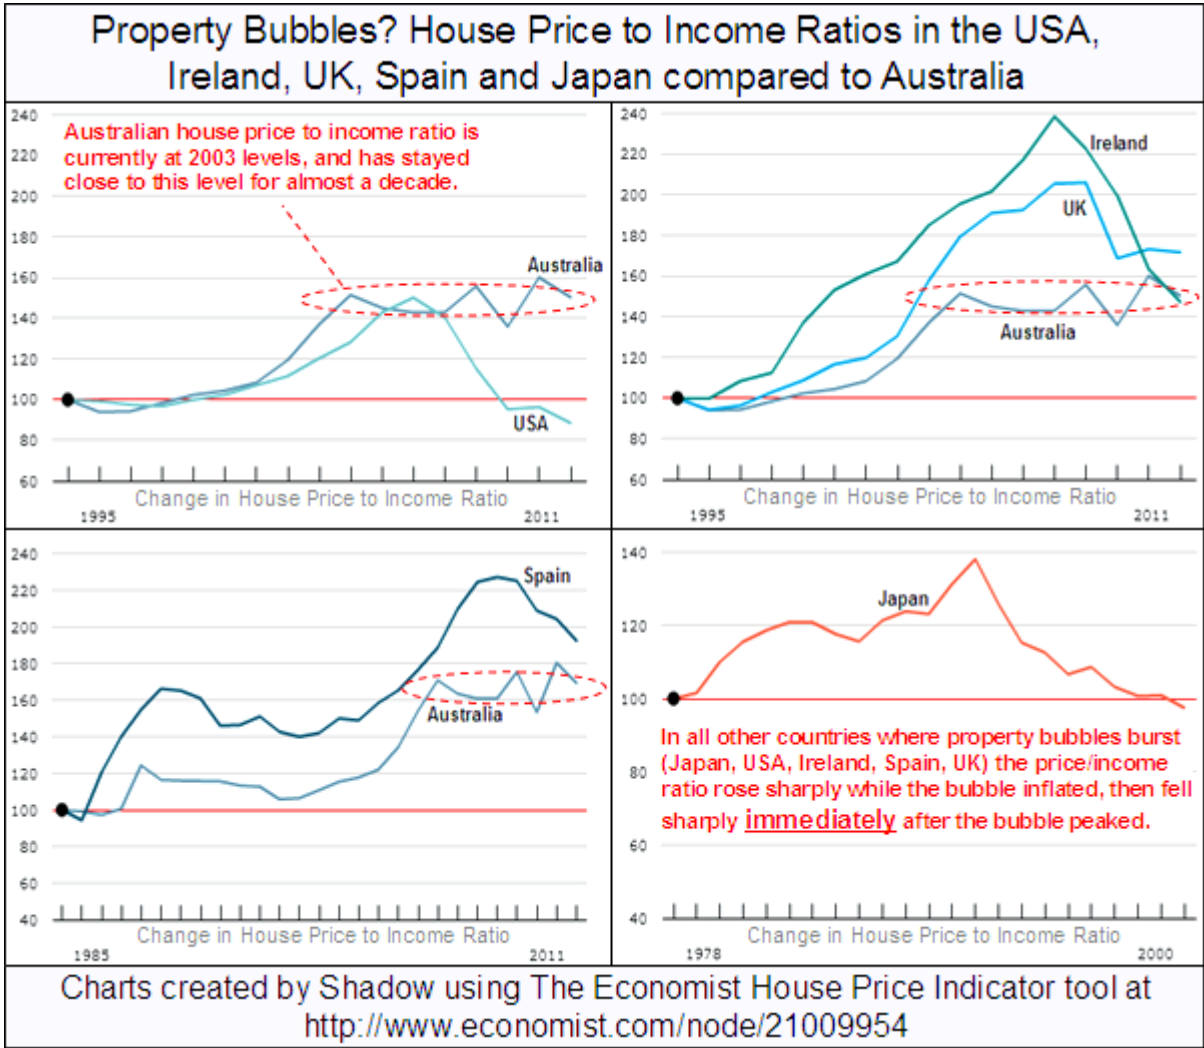 Property Bubbles? House Price to Income Ratios in the USA,
Ireland, UK, Spain and Japan compared to Australia
240
220
200
180
160
140
120
100
80
60
Australian house price to income ratio is
currently at 2003 levels, and has stayed
close to this level for almost a decade.
Australia
USA
Change in House Price to Income Ratio
1995
2011
240
220
200
180
160
140
120
100
80
60
Ireland
UK
Australia
Change in House Price to Income Ratio
1995
2011
240
220
200
180
160
140
120
100
80
60
40
Spain
Australia
Change in House Price to Income Ratio
1985
2011
140
120
100
80
60
40
Japan
In all other countries where property bubbles burst
(Japan, USA, Ireland, Spain, UK) the price/income
ratio rose sharply while the bubble inflated, then fell
sharply immediately after the bubble peaked.
Change in House Price to Income Ratio
1978
2000
Charts created by Shadow using The Economist House Price Indicator tool at
http://www.economist.com/node/21009954